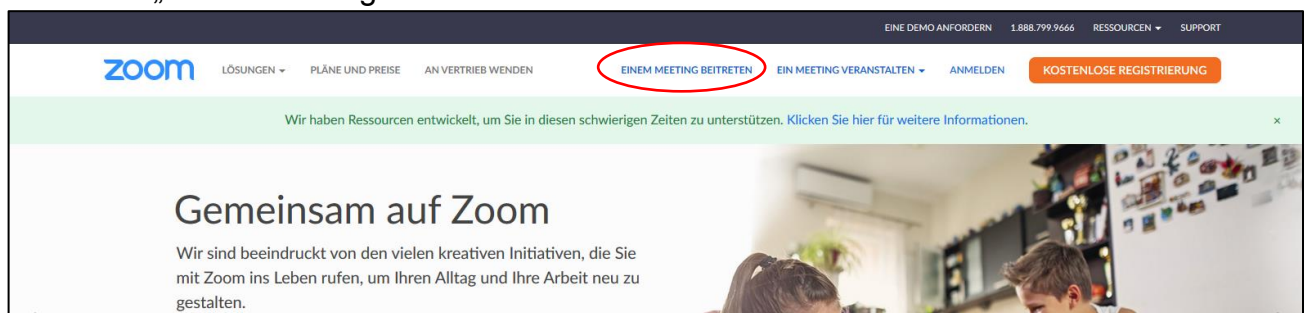 EINE DEMO ANFORDERN 1.888.799.9666 RESSOURCEN SUPPORT
zoom LÖSUNGEN PLÄNE UND PREISE AN VERTRIEB WENDEN EINEM MEETING BEITRETEN EIN MEETING VERANSTALTEN ANMELDEN KOSTENLOSE REGISTRIERUNG
Wir haben Ressourcen entwickelt, um Sie in diesen schwierigen Zeiten zu unterstützen. Klicken Sie hier für weitere Informationen. ×
Gemeinsam auf Zoom
Wir sind beeindruckt von den vielen kreativen Initiativen, die Sie
mit Zoom ins Leben rufen, um Ihren Alltag und Ihre Arbeit neu zu
gestalten.